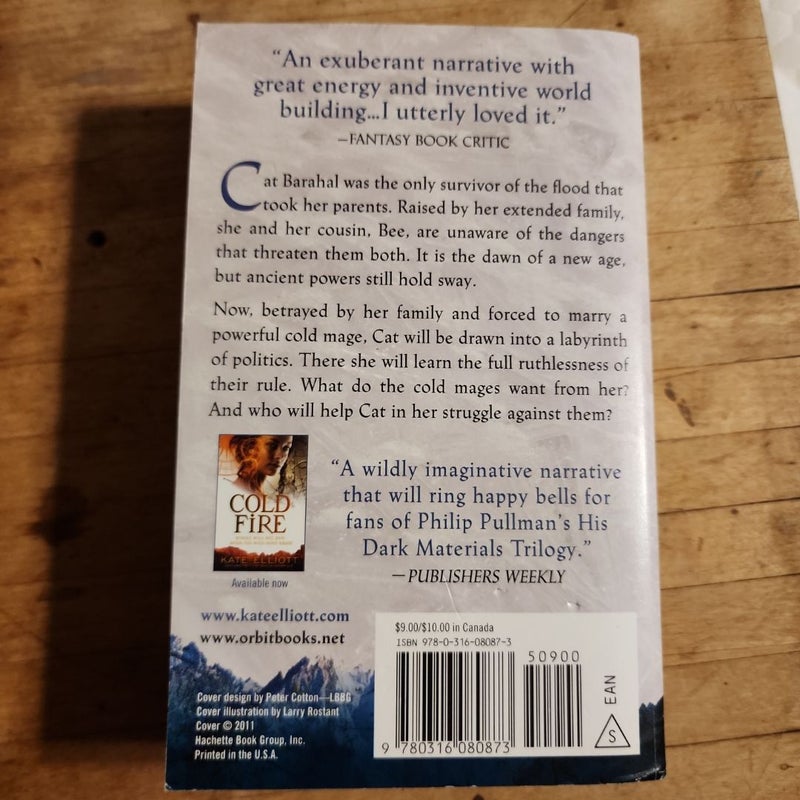 “An exuberant narrative with
great energy and inventive world
building...I utterly loved it.”
—FANTASY BOOK CRITIC
Cat Barahal was the only survivor of the flood that
took her parents. Raised by her extended family,
she and her cousin, Bee, are unaware of the dangers
that threaten them both. It is the dawn of a new age,
but ancient powers still hold sway.
Now, betrayed by her family and forced to marry a
powerful cold mage, Cat will be drawn into a labyrinth
of politics. There she will learn the full ruthlessness of
their rule. What do the cold mages want from her?
And who will help Cat in her struggle against them?
COLD
FIRE
KATE ELLIOTT
Available now
“A wildly imaginative narrative
that will ring happy bells for
fans of Philip Pullman’s His
Dark Materials Trilogy.”
—PUBLISHERS WEEKLY
www.kateelliott.com
www.orbitbooks.net
Cover design by Peter Cotton—LBBG
Cover illustration by Larry Rostant
Cover © 2011
Hachette Book Group, Inc.
Printed in the U.S.A.
$9.00/$10.00 in Canada
ISBN 978-0-316-08087-3
50900
9 780316 080873
EAN
S